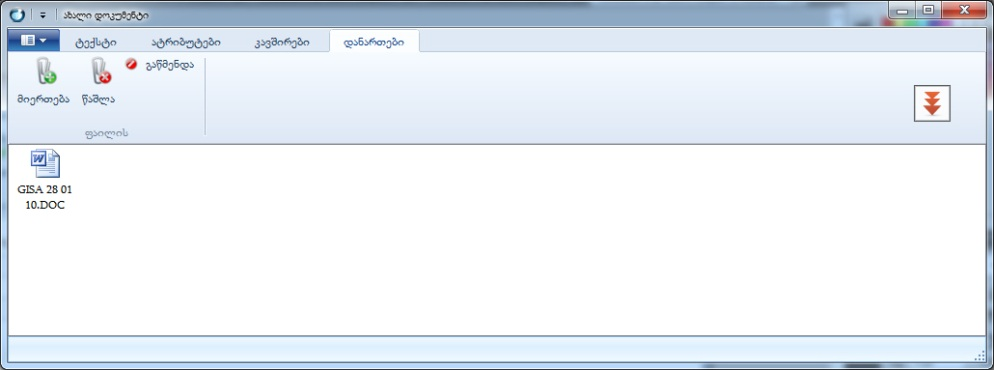 ახალი დოკუმენტი
ტექსტი ატრიბუტები კავშირები დანართები
მიერთება წაშლა გაწმენდა
ფაილის
GISA 28 01
10.DOC